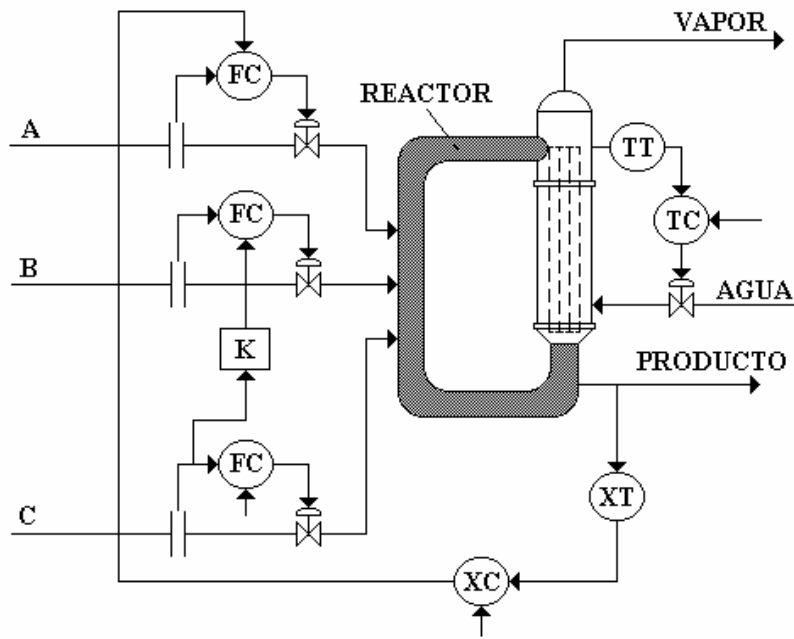 VAPOR
FC
REACTOR
A
TT
FC
TC
B
AGUA
K
PRODUCTO
FC
XT
C
XC